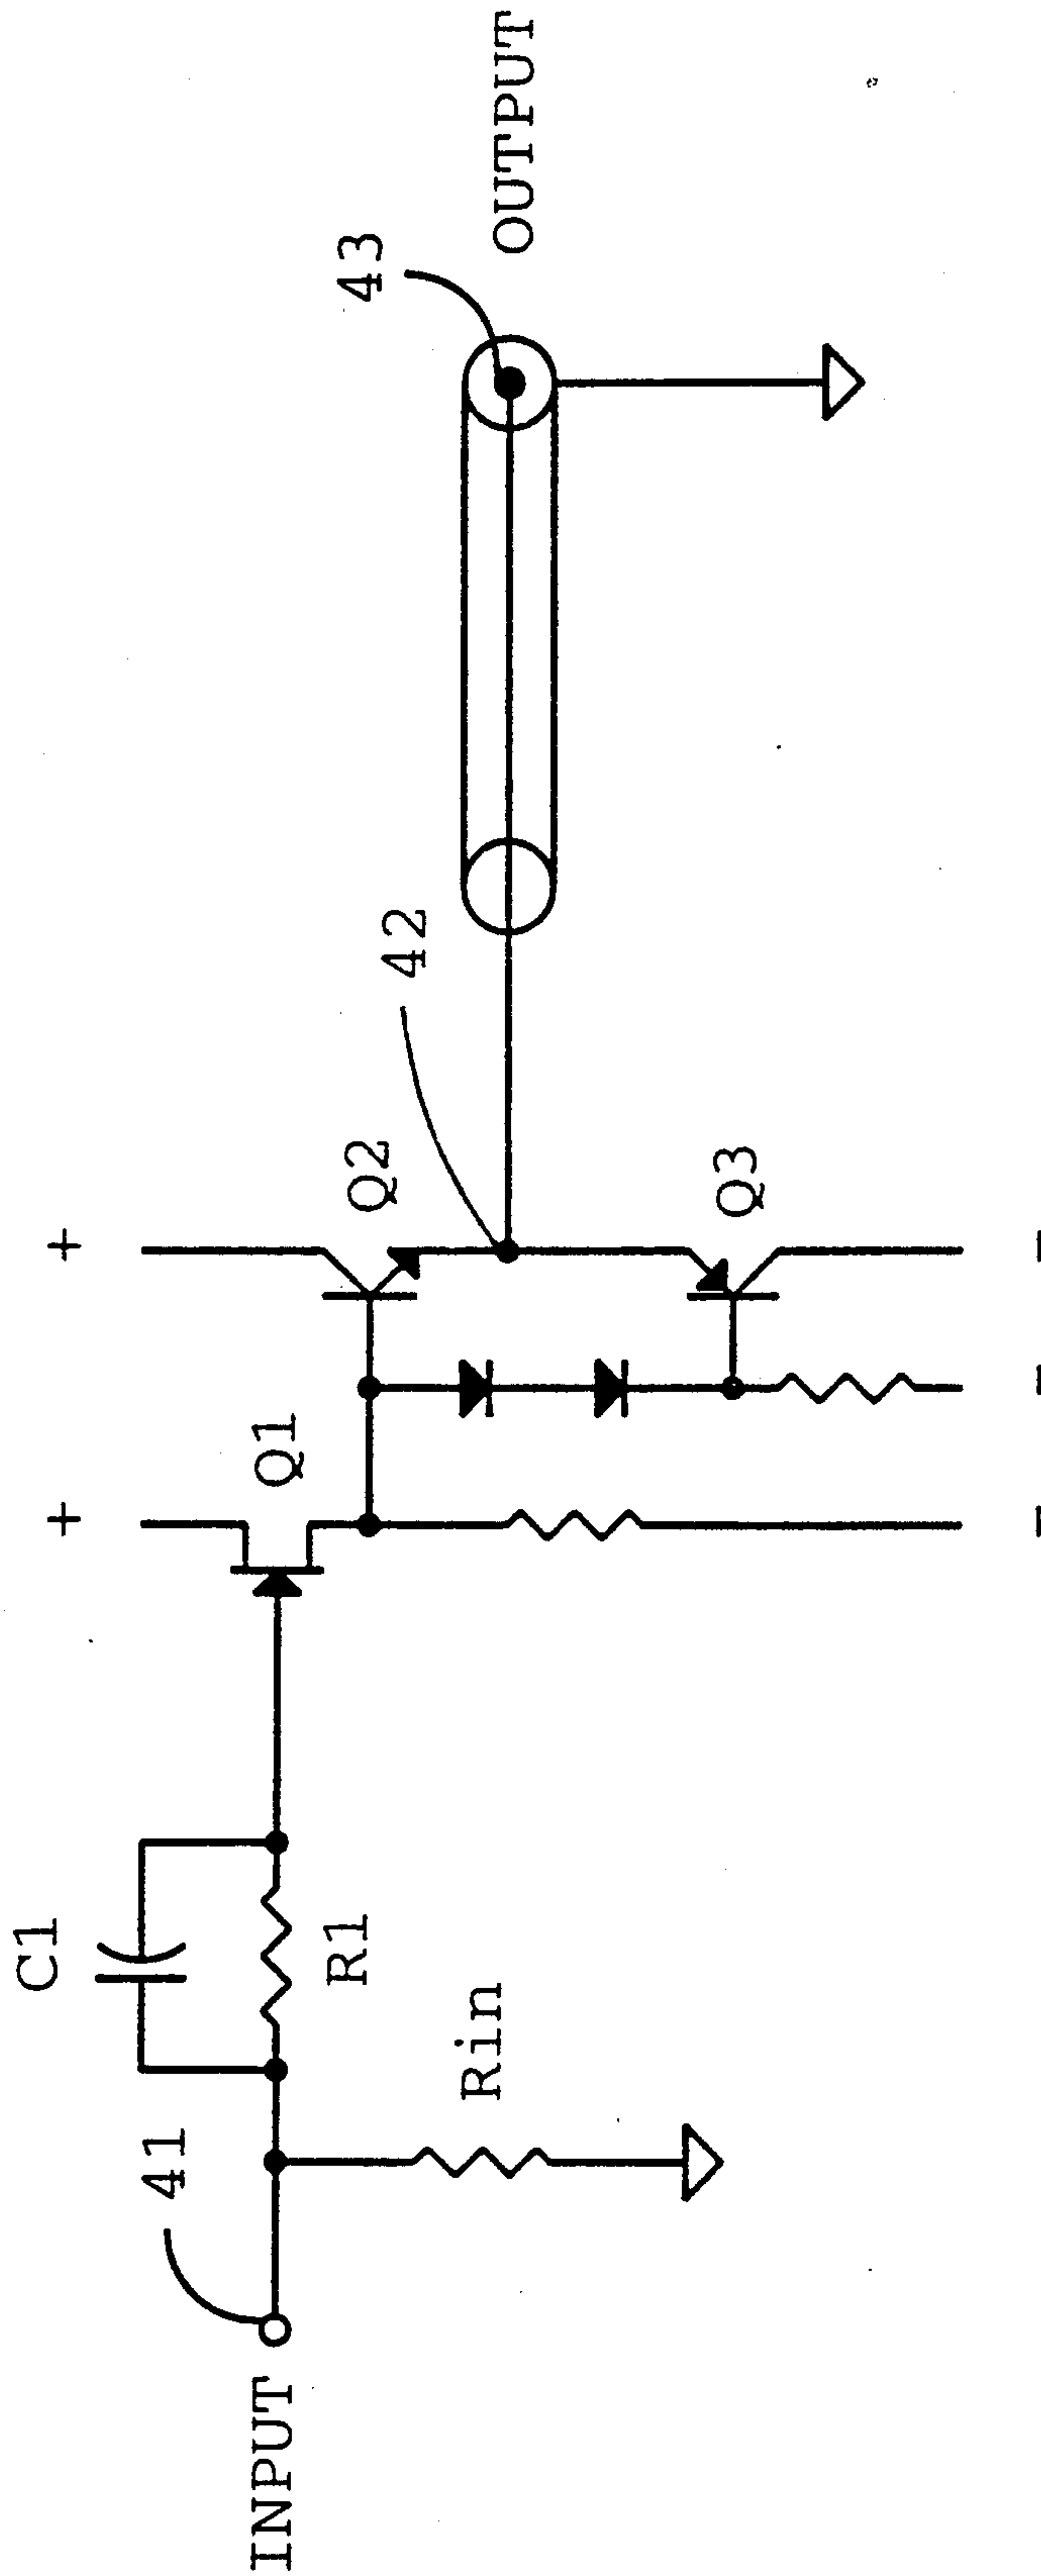 +
+
C1
Q1
Q2
43
OUTPUT
42
41
R1
Q3
INPUT
Rin
-
-
-